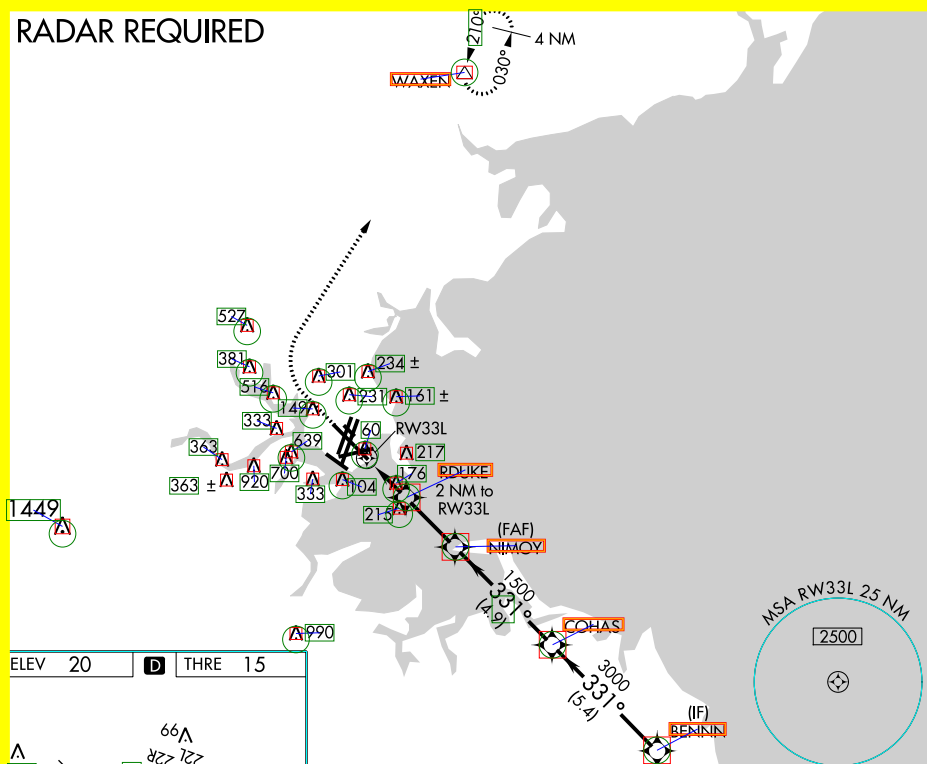 RADAR REQUIRED
210°
4 NM
030°
WAXEN
527
381
301
234 ±
516
231
161 ±
149
333
60
RW33L
639
217
363
700
920
363 ±
333
104
176
RDUKE
2 NM to
RW33L
215
1449
(FAF)
NIMOY
1500
331°
(4.9)
MSA RW33L 25 NM
2500
990
COHAS
3000
331°
(5.4)
ELEV 20
D
THRE 15
(IF)
BENNN
66
22L
22R